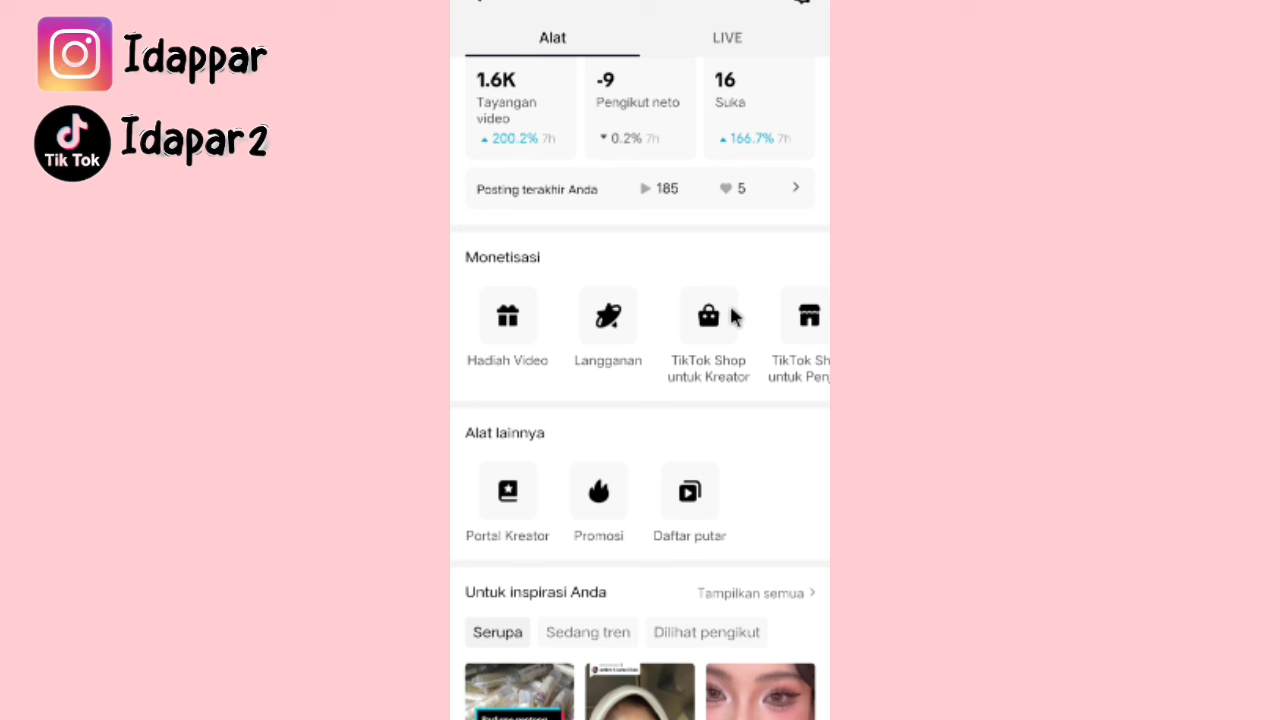 Idappar
Tik Tok
Idapar2
Alat
LIVE
1.6K
Tayangan
video
200.2% 7h
-9
Pengikut neto
0.2% 7h
16
Suka
166.7% 7h
Posting terakhir Anda
185
5
Monetisasi
Hadiah Video
Langganan
TikTok Shop
untuk Kreator
TikTok Sh
untuk Penj
Alat lainnya
Portal Kreator
Promosi
Daftar putar
Untuk inspirasi Anda
Tampilkan semua
Serupa
Sedang tren
Dilihat pengikut